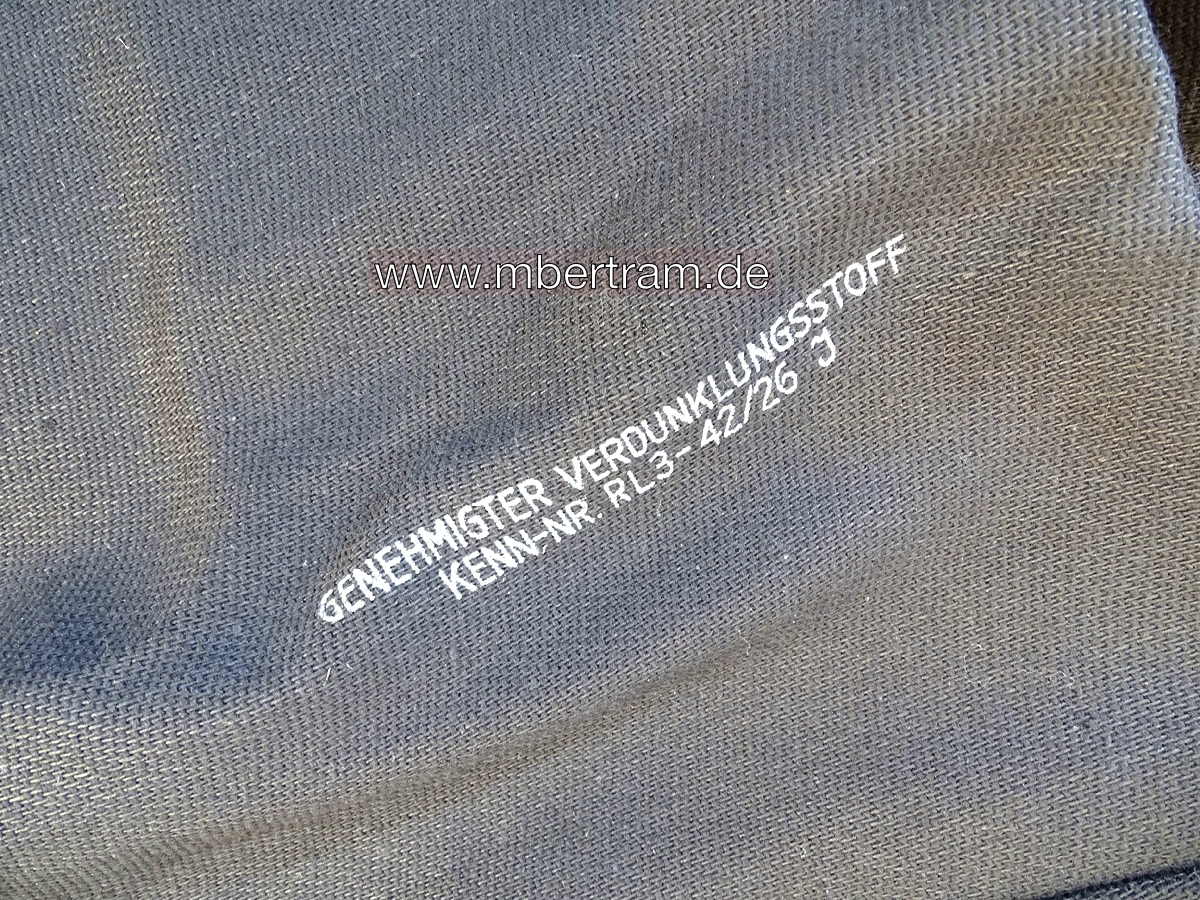 www.mbertram.de
GENEHMIGTER VERDUNKLUNGSSTOFF
KENN-NR. RL3-42/26 J